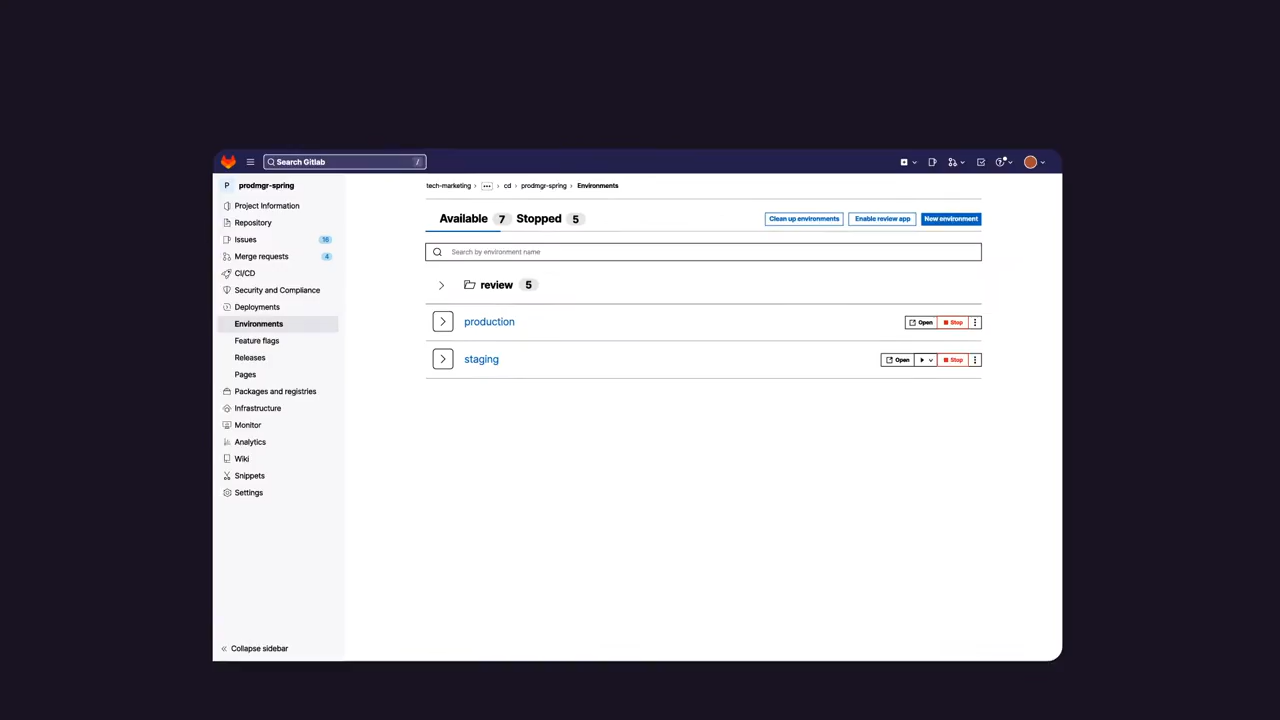 Search Gitlab /
P prodmgr-spring
Project Information
Repository
Issues 16
Merge requests 4
CI/CD
Security and Compliance
Deployments
Environments
Feature flags
Releases
Pages
Packages and registries
Infrastructure
Monitor
Analytics
Wiki
Snippets
Settings
Collapse sidebar
tech-marketing › ... › cd › prodmgr-spring › Environments
Available 7 Stopped 5 Clean up environments Enable review app New environment
Search by environment name
review 5
production Open Stop
staging Open Stop